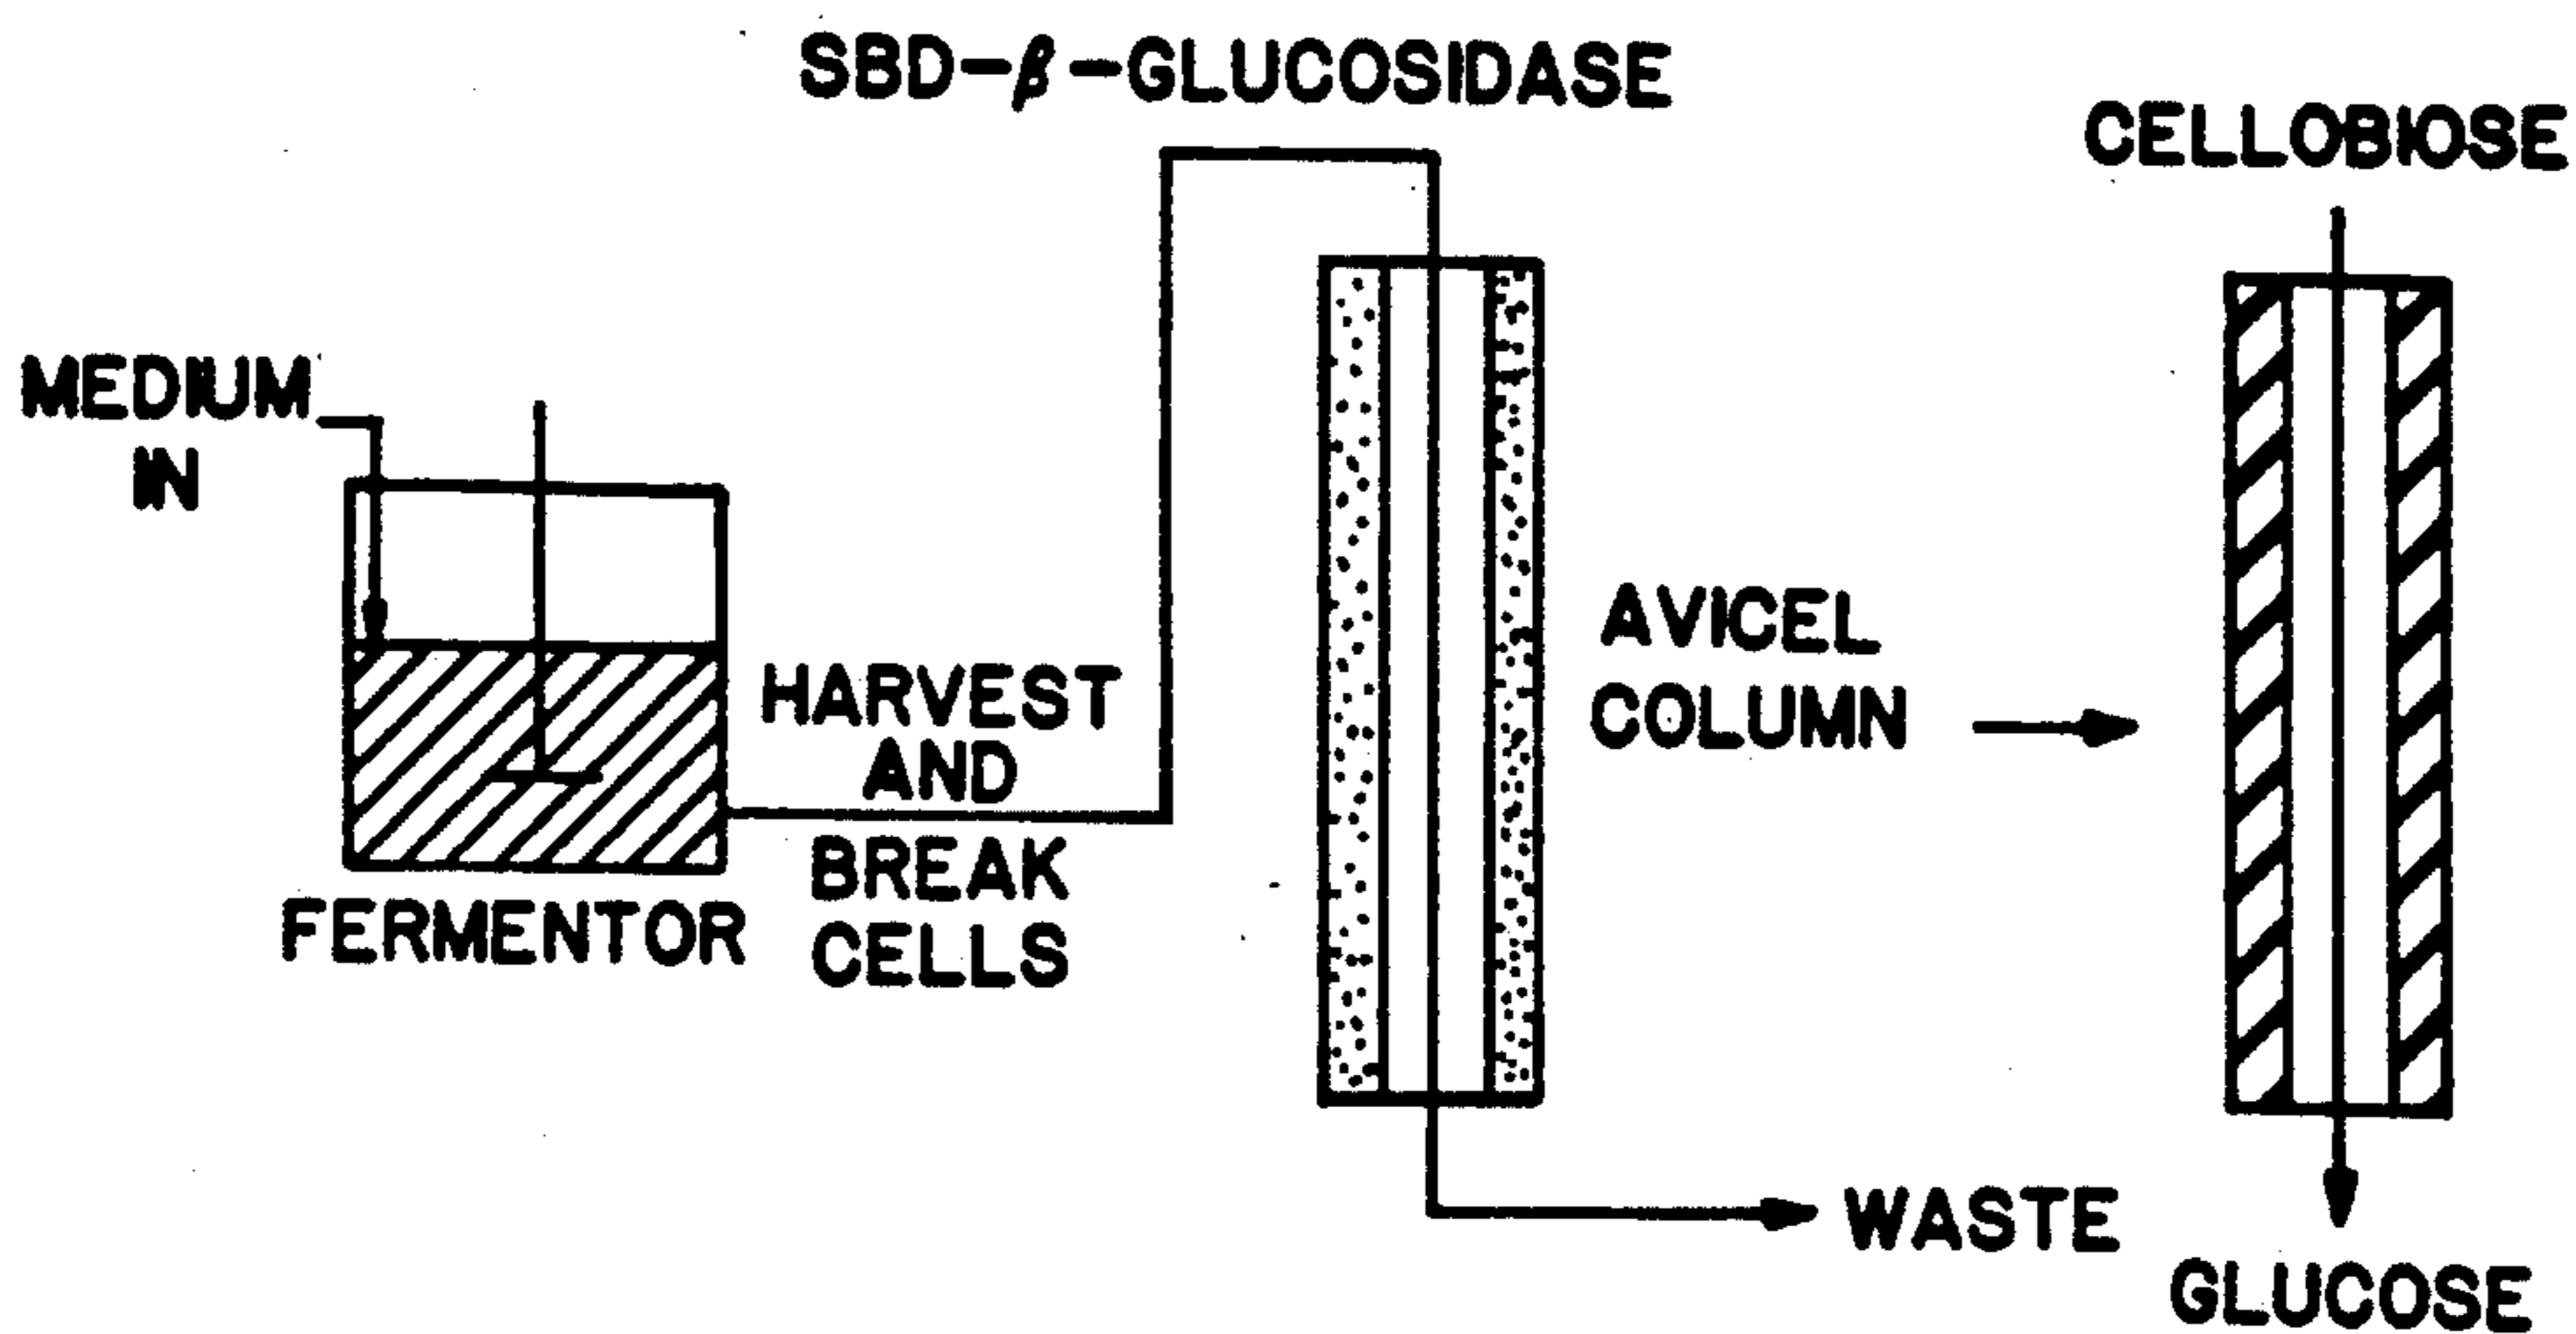 SBD-β-GLUCOSIDASE
CELLOBIOSE
MEDIUM
IN
HARVEST
AND
BREAK
CELLS
FERMENTOR
AVICEL
COLUMN
WASTE
GLUCOSE